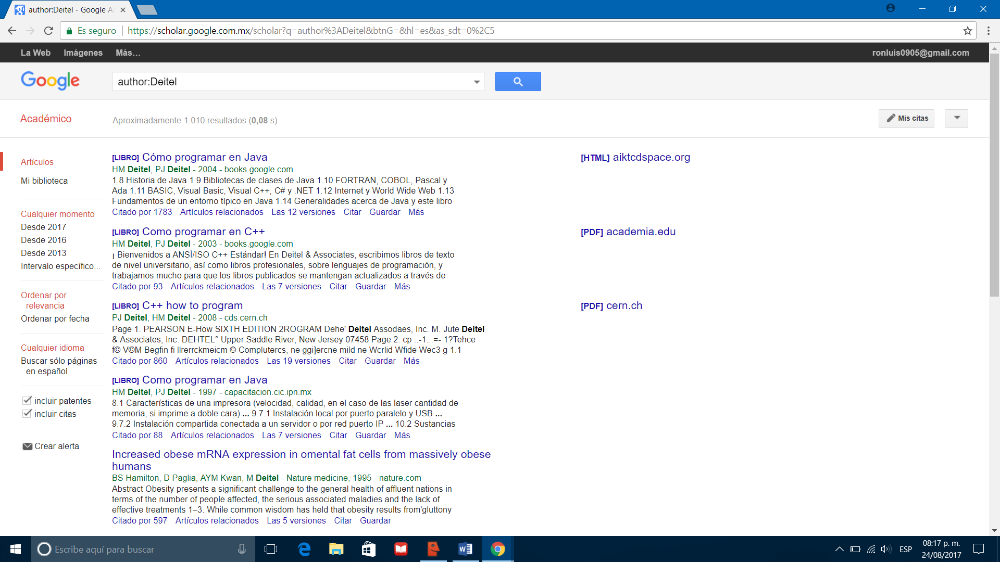 author:Deitel - Google Ac
Es seguro https://scholar.google.com.mx/scholar?q=author%3ADeitel&btnG=&hl=es&as_sdt=0%2C5
La Web Imágenes Más... ronluis0905@gmail.com
Google author:Deitel
Académico Aproximadamente 1.010 resultados (0,08 s) Mis citas
Artículos
Mi biblioteca
Cualquier momento
Desde 2017
Desde 2016
Desde 2013
Intervalo específico...
Ordenar por
relevancia
Ordenar por fecha
Cualquier idioma
Buscar sólo páginas
en español
incluir patentes
incluir citas
Crear alerta
[LIBRO] Cómo programar en Java
HM Deitel, PJ Deitel - 2004 - books.google.com
1.8 Historia de Java 1.9 Bibliotecas de clases de Java 1.10 FORTRAN, COBOL, Pascal y
Ada 1.11 BASIC, Visual Basic, Visual C++, C# y .NET 1.12 Internet y World Wide Web 1.13
Fundamentos de un entorno típico en Java 1.14 Generalidades acerca de Java y este libro
Citado por 1783 Artículos relacionados Las 12 versiones Citar Guardar Más
[HTML] aiktcdspace.org
[LIBRO] Como programar en C++
HM Deitel, PJ Deitel - 2003 - books.google.com
¡ Bienvenidos a ANSÍ/ISO C++ Estándar! En Deitel & Associates, escribimos libros de texto
de nivel universitario, así como libros profesionales, sobre lenguajes de programación, y
trabajamos mucho para que los libros publicados se mantengan actualizados a través de
Citado por 93 Artículos relacionados Las 7 versiones Citar Guardar Más
[PDF] academia.edu
[LIBRO] C++ how to program
PJ Deitel, HM Deitel - 2008 - cds.cern.ch
Page 1. PEARSON E-How SIXTH EDITION 2ROGRAM Dehe' Deitel Assodaes, Inc. M. Jute Deitel
& Associates, Inc. DEHTEL° Upper Saddle River, New Jersey 07458 Page 2. cp ..-1...=- 1?Tehce
f© V©M Begfin fi llrerrckmeicm © Complutercs, ne ggi]ercne mild ne Wcrlid Wfide Wec3 g 1.1
Citado por 860 Artículos relacionados Las 19 versiones Citar Guardar Más
[PDF] cern.ch
[LIBRO] Como programar en Java
HM Deitel, PJ Deitel - 1997 - capacitacion.cic.ipn.mx
8.1 Características de una impresora (velocidad, calidad, en el caso de las laser cantidad de
memoria, si imprime a doble cara) ... 9.7.1 Instalación local por puerto paralelo y USB ...
9.7.2 Instalación compartida conectada a un servidor o por red puerto IP ... 10.2 Sustancias
Citado por 88 Artículos relacionados Las 7 versiones Citar Guardar Más
Increased obese mRNA expression in omental fat cells from massively obese
humans
BS Hamilton, D Paglia, AYM Kwan, M Deitel - Nature medicine, 1995 - nature.com
Abstract Obesity presents a significant challenge to the general health of affluent nations in
terms of the number of people affected, the serious associated maladies and the lack of
effective treatments 1–3. While common wisdom has held that obesity results from'gluttony
Citado por 597 Artículos relacionados Las 5 versiones Citar Guardar
Escribe aquí para buscar
ESP
08:17 p. m.
24/08/2017